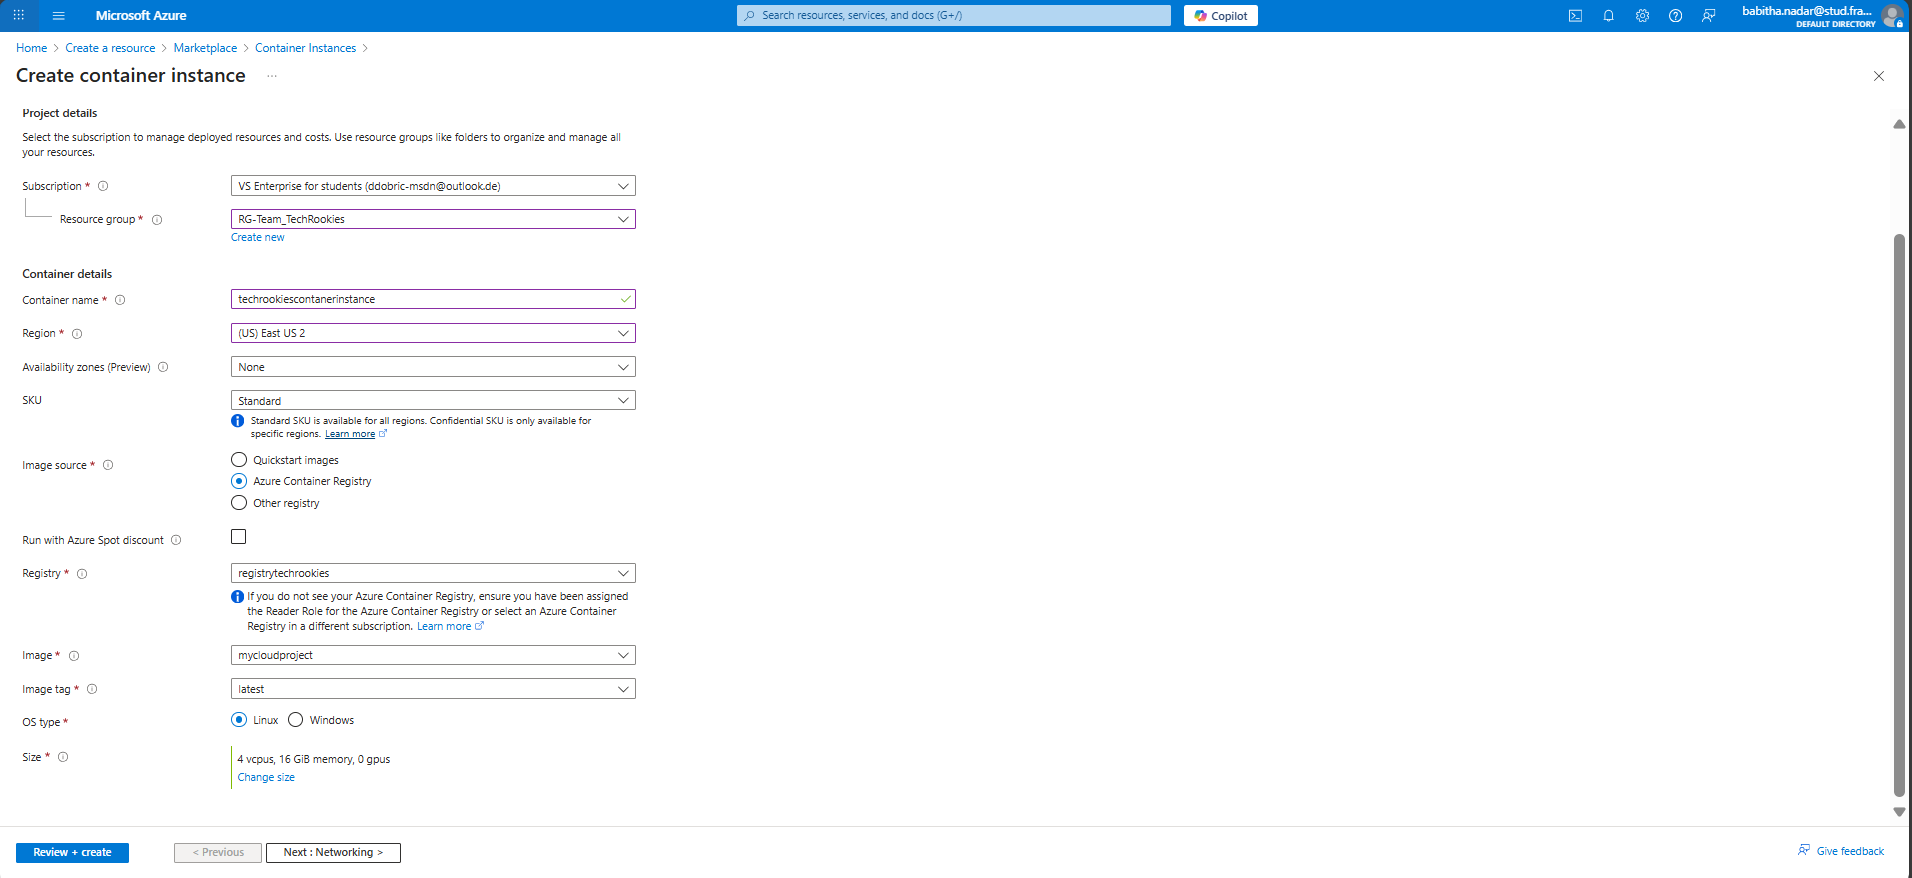 Microsoft Azure
Search resources, services, and docs (G+/)
Copilot
babitha.nadar@stud.fra...
DEFAULT DIRECTORY
Home > Create a resource > Marketplace > Container Instances >
Create container instance ...
Project details
Select the subscription to manage deployed resources and costs. Use resource groups like folders to organize and manage all
your resources.
Subscription *
VS Enterprise for students (ddobric-msdn@outlook.de)
Resource group *
RG-Team_TechRookies
Create new
Container details
Container name *
techrookiescontanerinstance
Region *
(US) East US 2
Availability zones (Preview)
None
SKU
Standard
Standard SKU is available for all regions. Confidential SKU is only available for
specific regions. Learn more
Image source *
Quickstart images
Azure Container Registry
Other registry
Run with Azure Spot discount
Registry *
registrytechrookies
If you do not see your Azure Container Registry, ensure you have been assigned
the Reader Role for the Azure Container Registry or select an Azure Container
Registry in a different subscription. Learn more
Image *
mycloudproject
Image tag *
latest
OS type *
Linux
Windows
Size *
4 vcpus, 16 GiB memory, 0 gpus
Change size
Review + create
< Previous
Next : Networking >
Give feedback